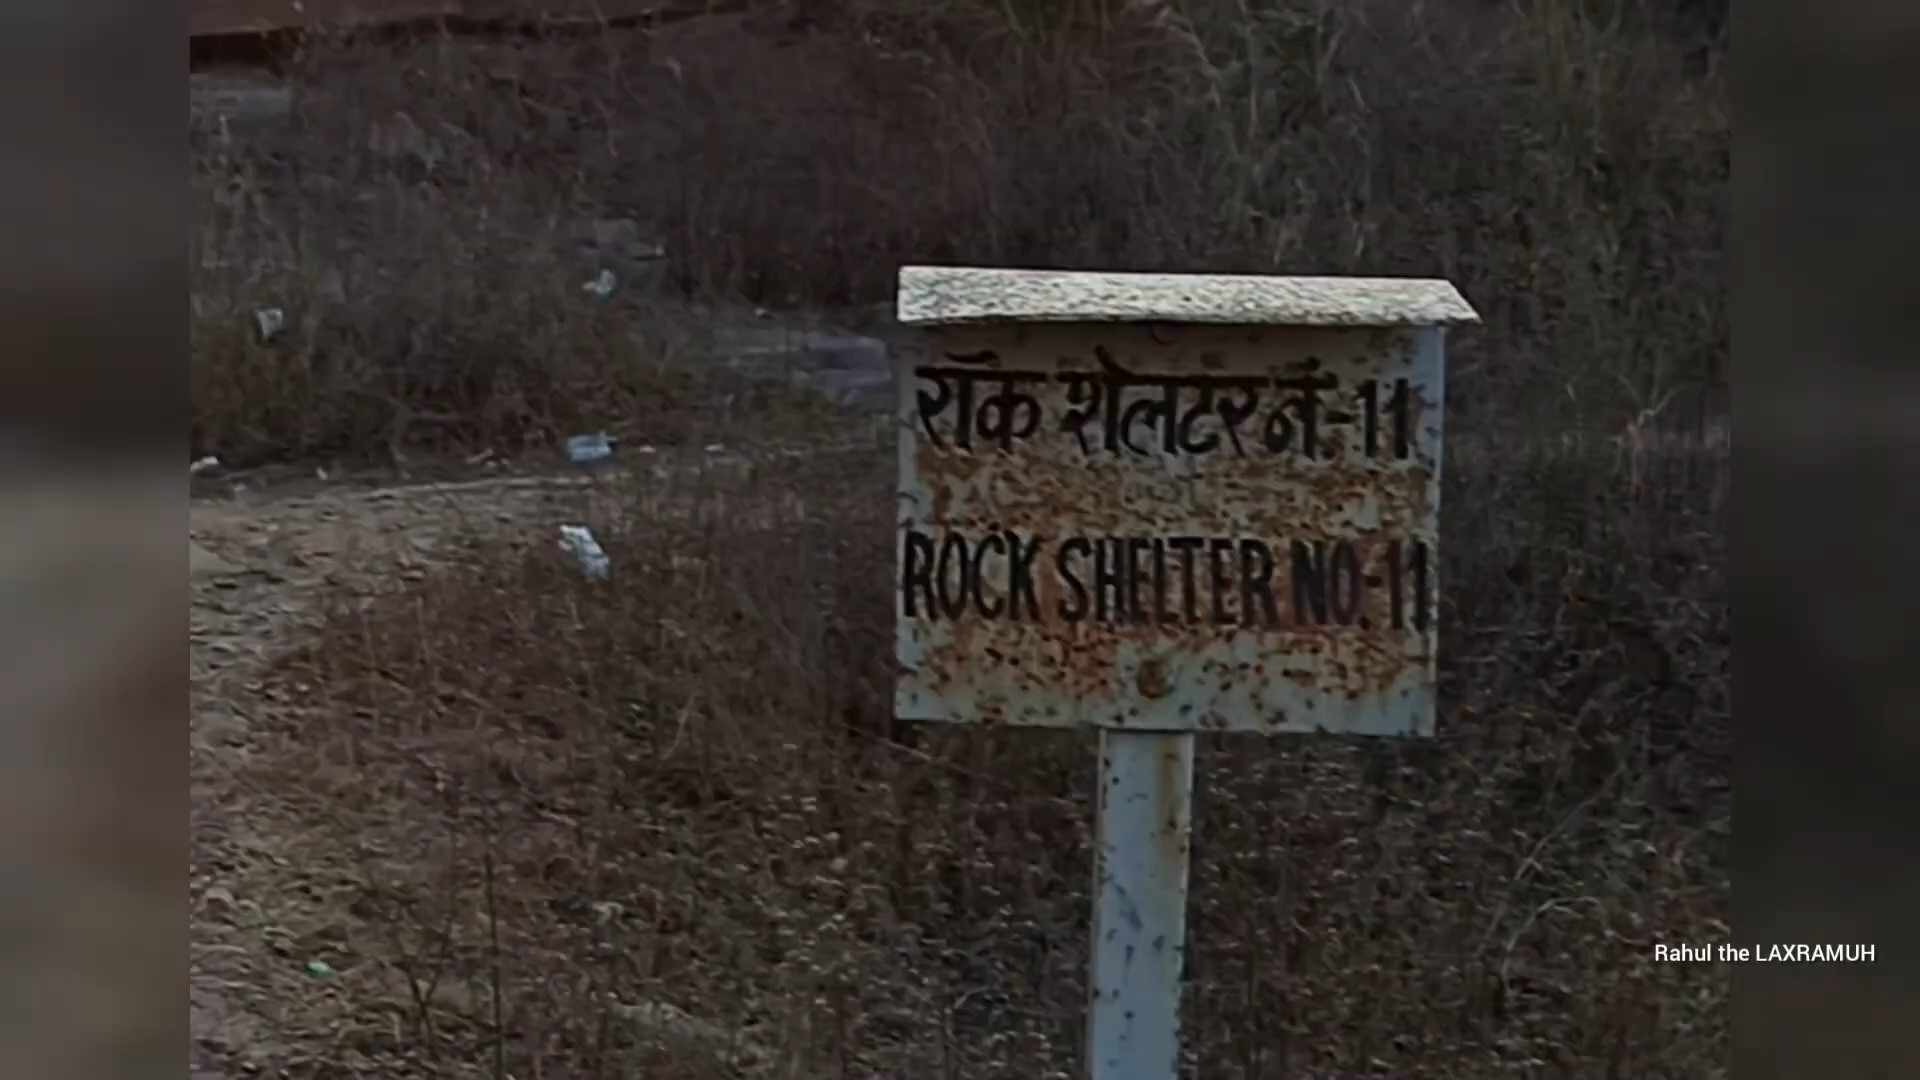 रॉक शेलटर नं.-11
ROCK SHELTER NO.-11
Rahul the LAXRAMUH